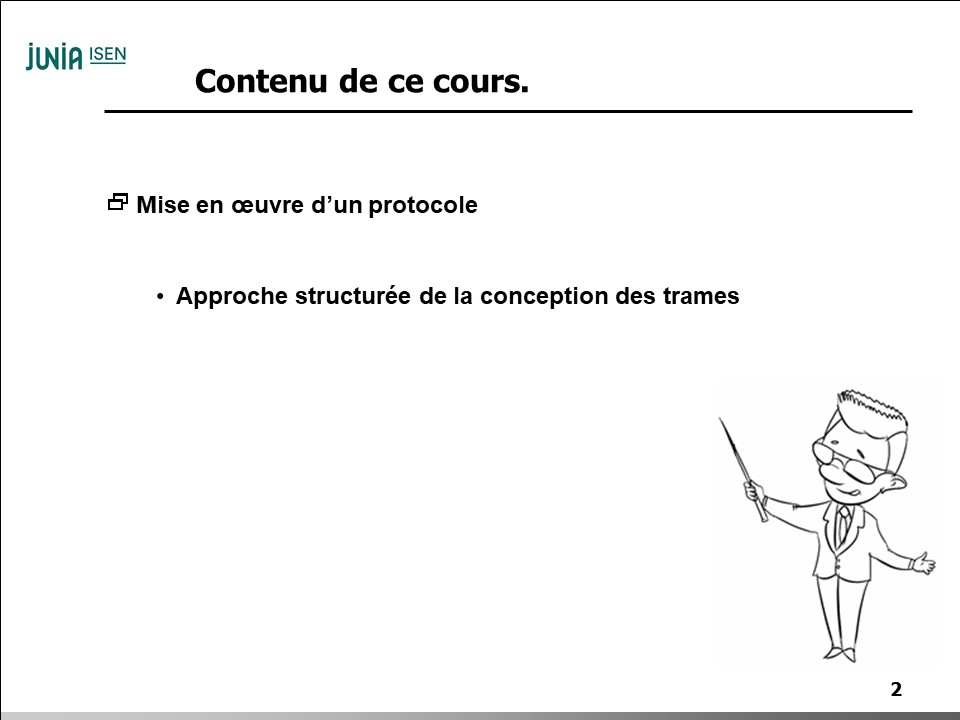 JUNIA ISEN
Contenu de ce cours.
Mise en œuvre d’un protocole
• Approche structurée de la conception des trames
2